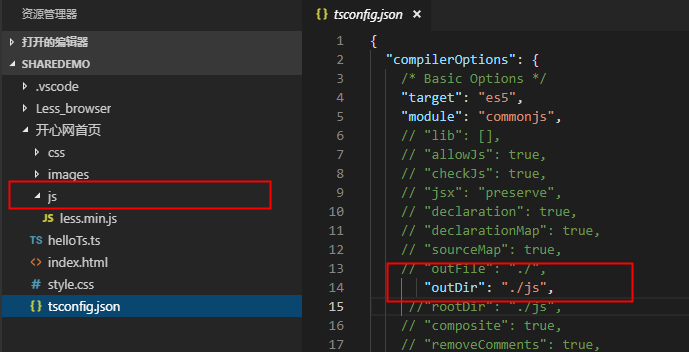 资源管理器
打开的编辑器
SHAREDEMO
.vscode
Less_browser
开心网首页
css
images
js
JS less.min.js
TS helloTs.ts
<> index.html
# style.css
{} tsconfig.json
{} tsconfig.json ×
1 {
2 "compilerOptions": {
3 /* Basic Options */
4 "target": "es5",
5 "module": "commonjs",
6 // "lib": [],
7 // "allowJs": true,
8 // "checkJs": true,
9 // "jsx": "preserve",
10 // "declaration": true,
11 // "declarationMap": true,
12 // "sourceMap": true,
13 // "outFile": "./",
14 "outDir": "./js",
15 //"rootDir": "./js",
16 // "composite": true,
17 // "removeComments": true,